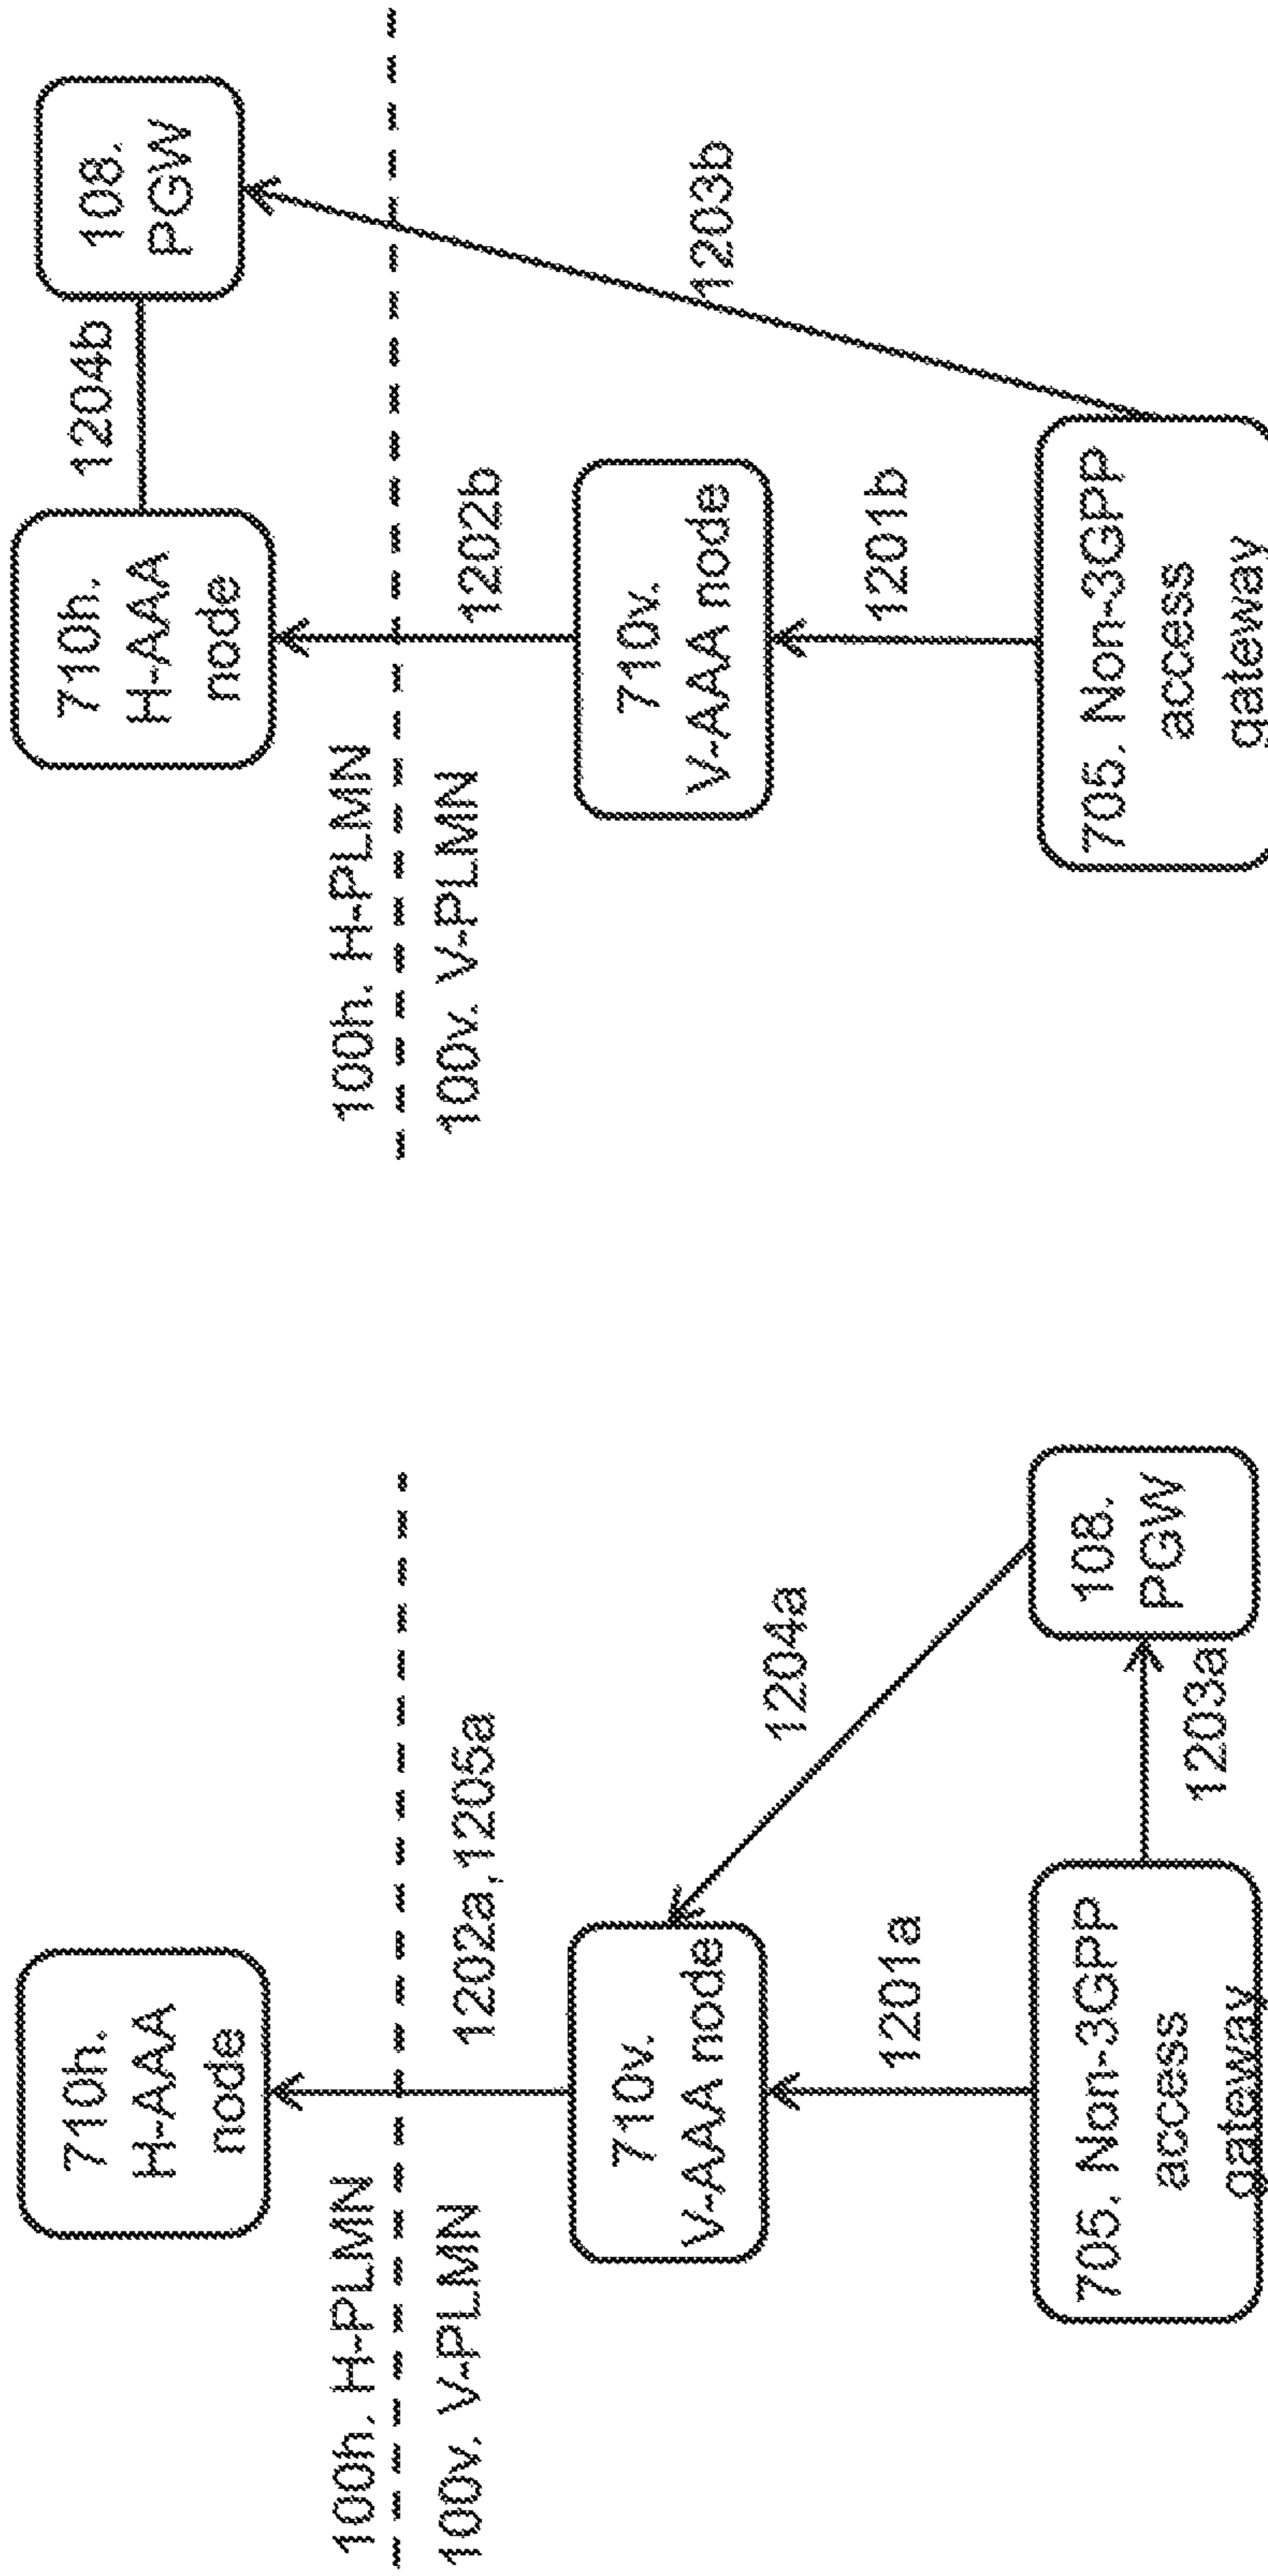 710h.
H-AAA
node
100h. H-PLMN
100v. V-PLMN
1202a,1205a
710v.
V-AAA node
1204a
1201a
705. Non-3GPP
access
gateway
108.
PGW
1203a
710h.
H-AAA
node
1204b
108.
PGW
100h. H-PLMN
100v. V-PLMN
1202b
1203b
710v.
V-AAA node
1201b
705. Non-3GPP
access
gateway